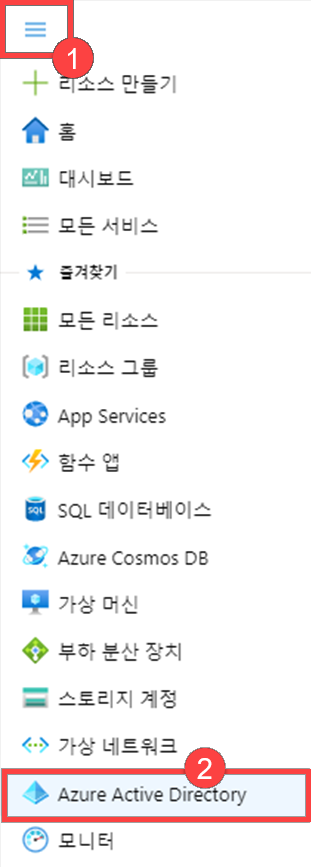 1
리소스 만들기
홈
대시보드
모든 서비스
즐겨찾기
모든 리소스
리소스 그룹
App Services
함수 앱
SQL 데이터베이스
Azure Cosmos DB
가상 머신
부하 분산 장치
스토리지 계정
가상 네트워크
2
Azure Active Directory
모니터